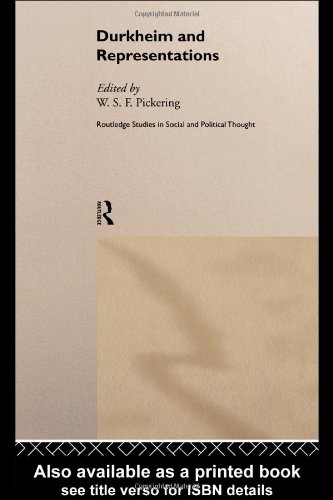 Durkheim and
Representations
Edited by
W. S. F. Pickering
Routledge Studies in Social and Political Thought
ROUTLEDGE
R
Also available as a printed book
see title verso for ISBN details